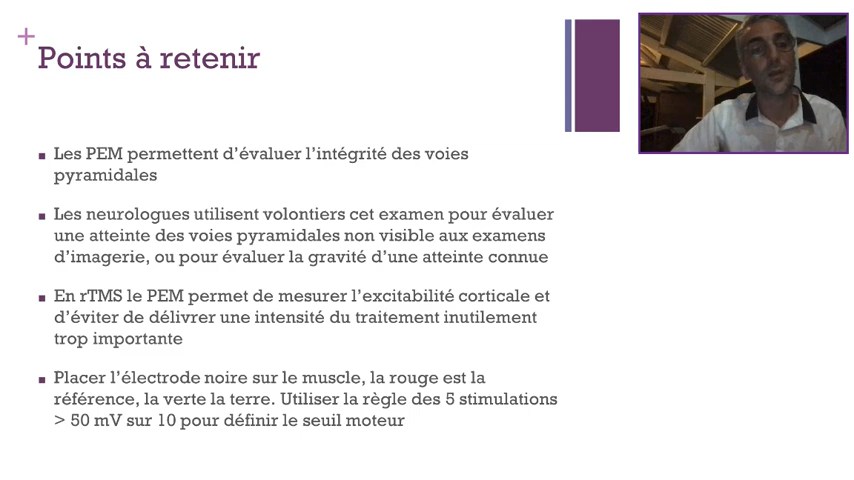 +
Points à retenir
Les PEM permettent d'évaluer l'intégrité des voies
pyramidales
Les neurologues utilisent volontiers cet examen pour évaluer
une atteinte des voies pyramidales non visible aux examens
d'imagerie, ou pour évaluer la gravité d'une atteinte connue
En rTMS le PEM permet de mesurer l'excitabilité corticale et
d'éviter de délivrer une intensité du traitement inutilement
trop importante
Placer l'électrode noire sur le muscle, la rouge est la
référence, la verte la terre. Utiliser la règle des 5 stimulations
> 50 mV sur 10 pour définir le seuil moteur